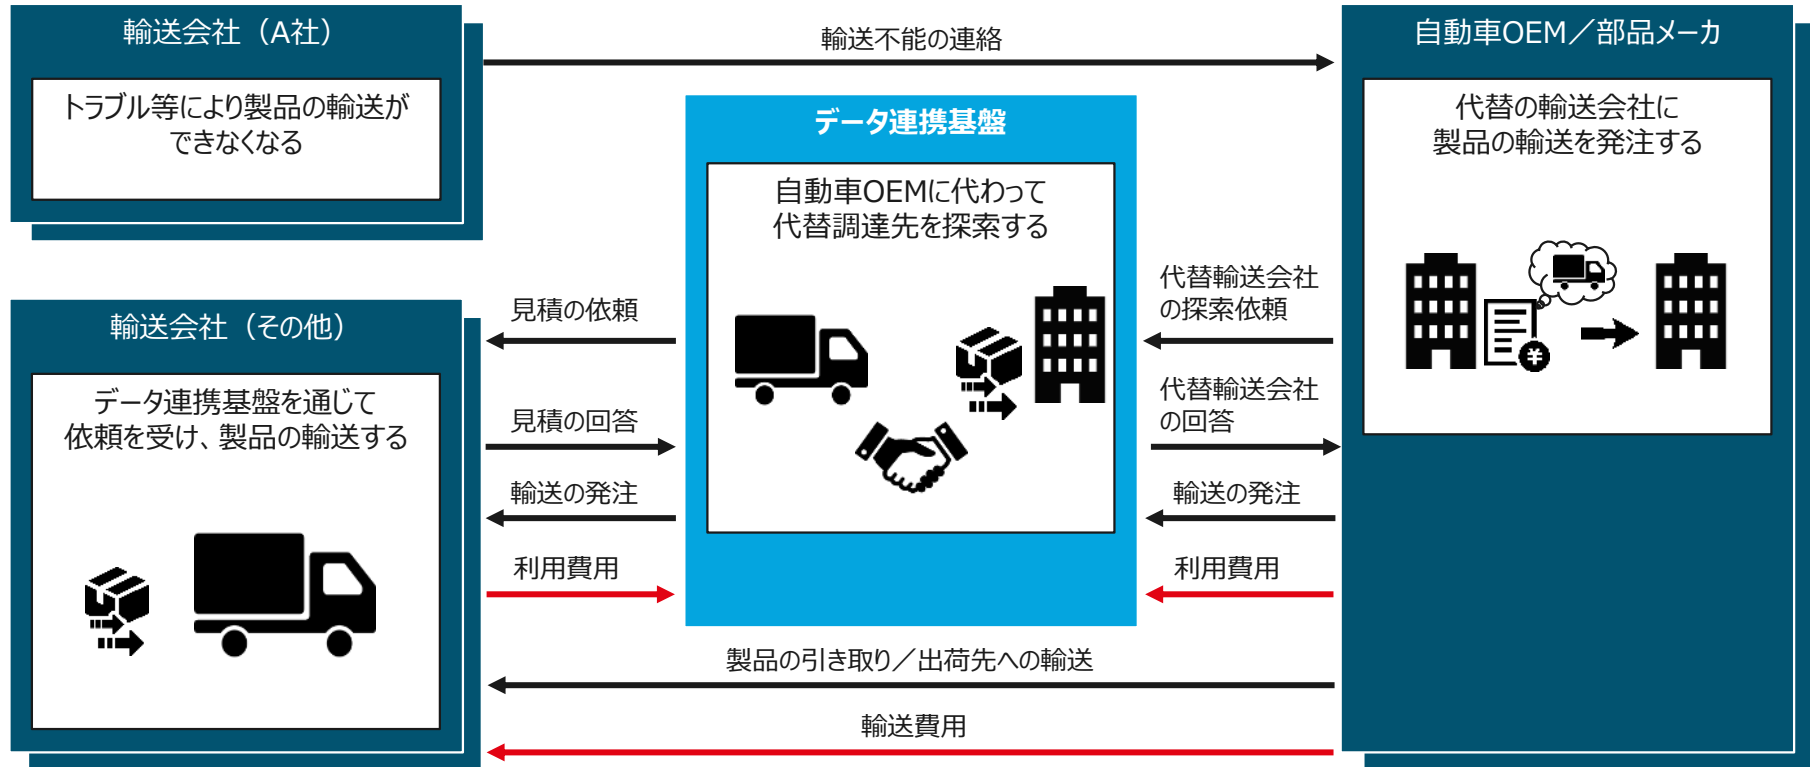 輸送会社（A社）
トラブル等により製品の輸送が
できなくなる
輸送不能の連絡
自動車OEM／部品メーカ
代替の輸送会社に
製品の輸送を発注する
¥
データ連携基盤
自動車OEMに代わって
代替調達先を探索する
輸送会社（その他）
データ連携基盤を通じて
依頼を受け、製品の輸送する
見積の依頼
見積の回答
輸送の発注
利用費用
代替輸送会社
の探索依頼
代替輸送会社
の回答
輸送の発注
利用費用
製品の引き取り／出荷先への輸送
輸送費用